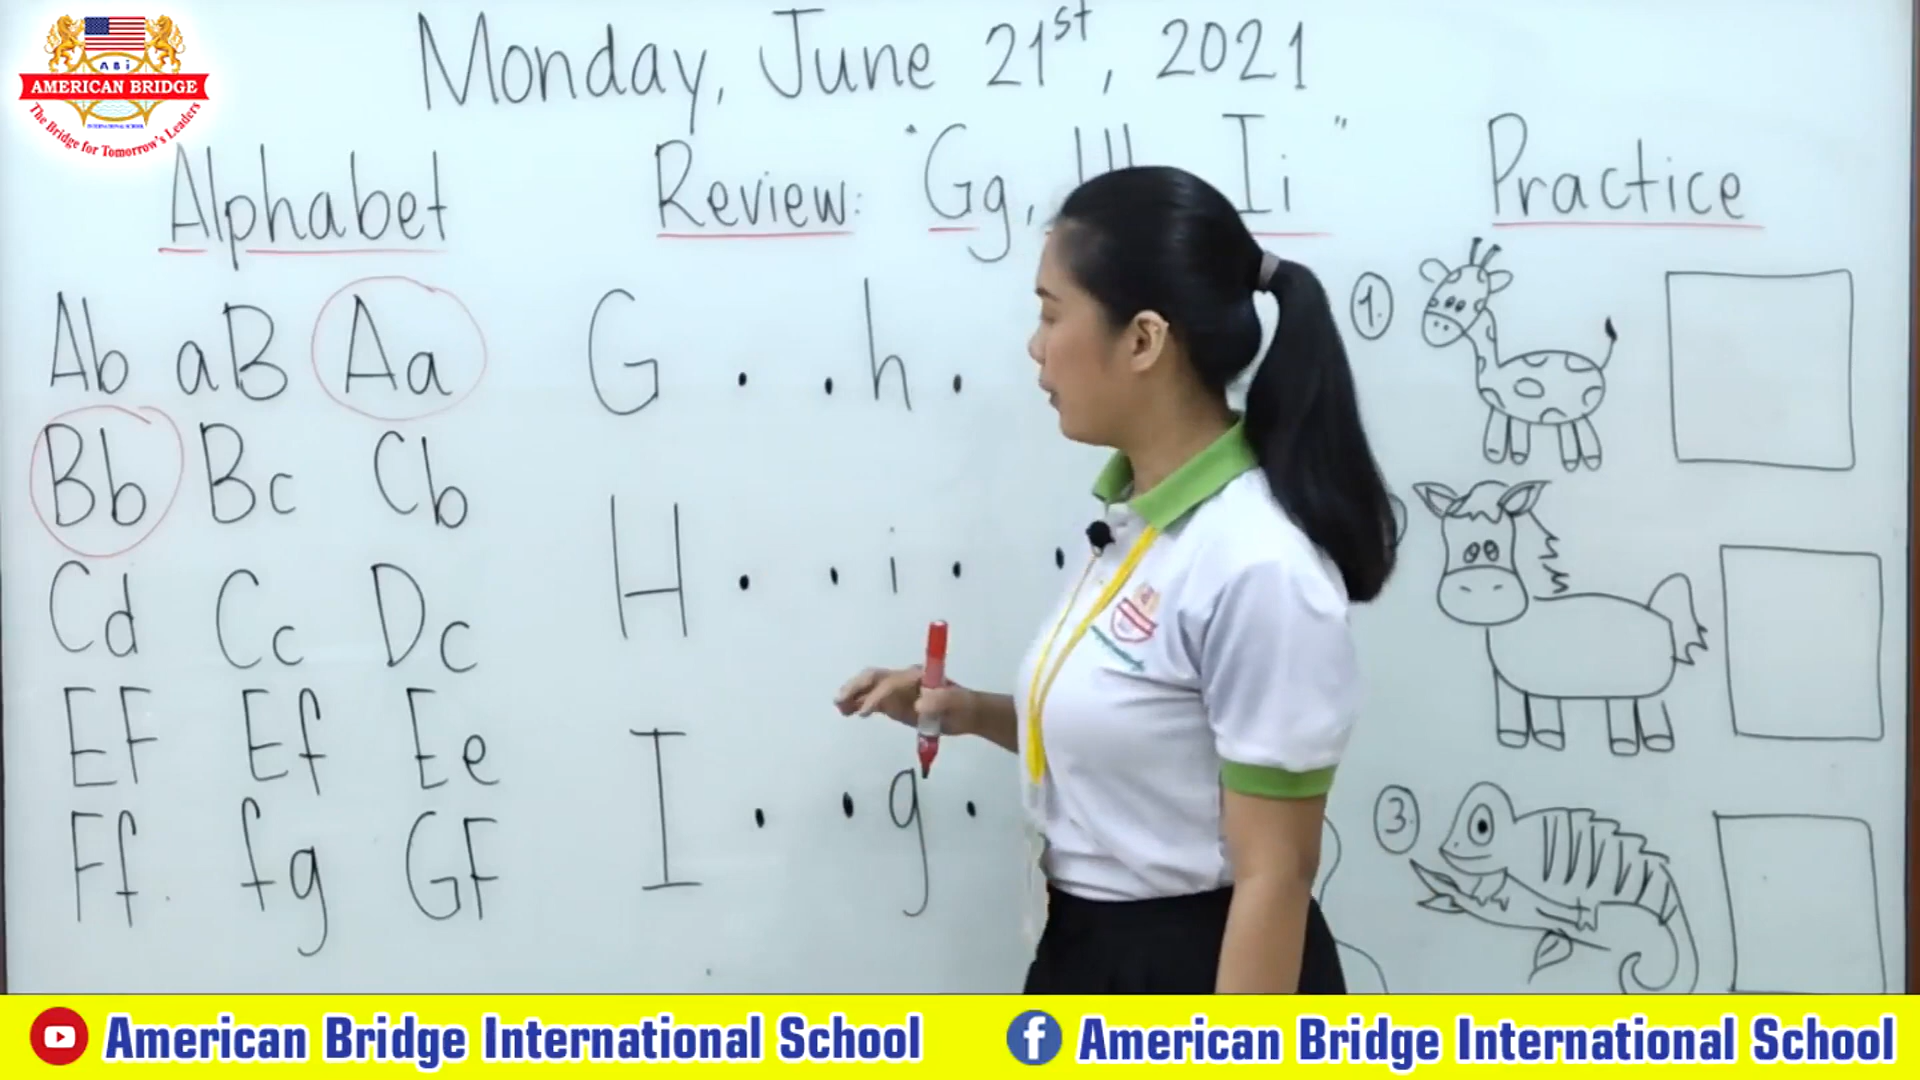 AMERICAN BRIDGE
INTERNATIONAL SCHOOL
The Bridge for Tomorrow's Leaders
Monday, June 21st, 2021
Alphabet
Ab aB Aa
Bb Bc Cb
Cd Cc Dc
EF Ef Ee
Ff fg GF
Review: "Gg, Ii"
G h
H i
I g
Practice
1.
3.
American Bridge International School
American Bridge International School